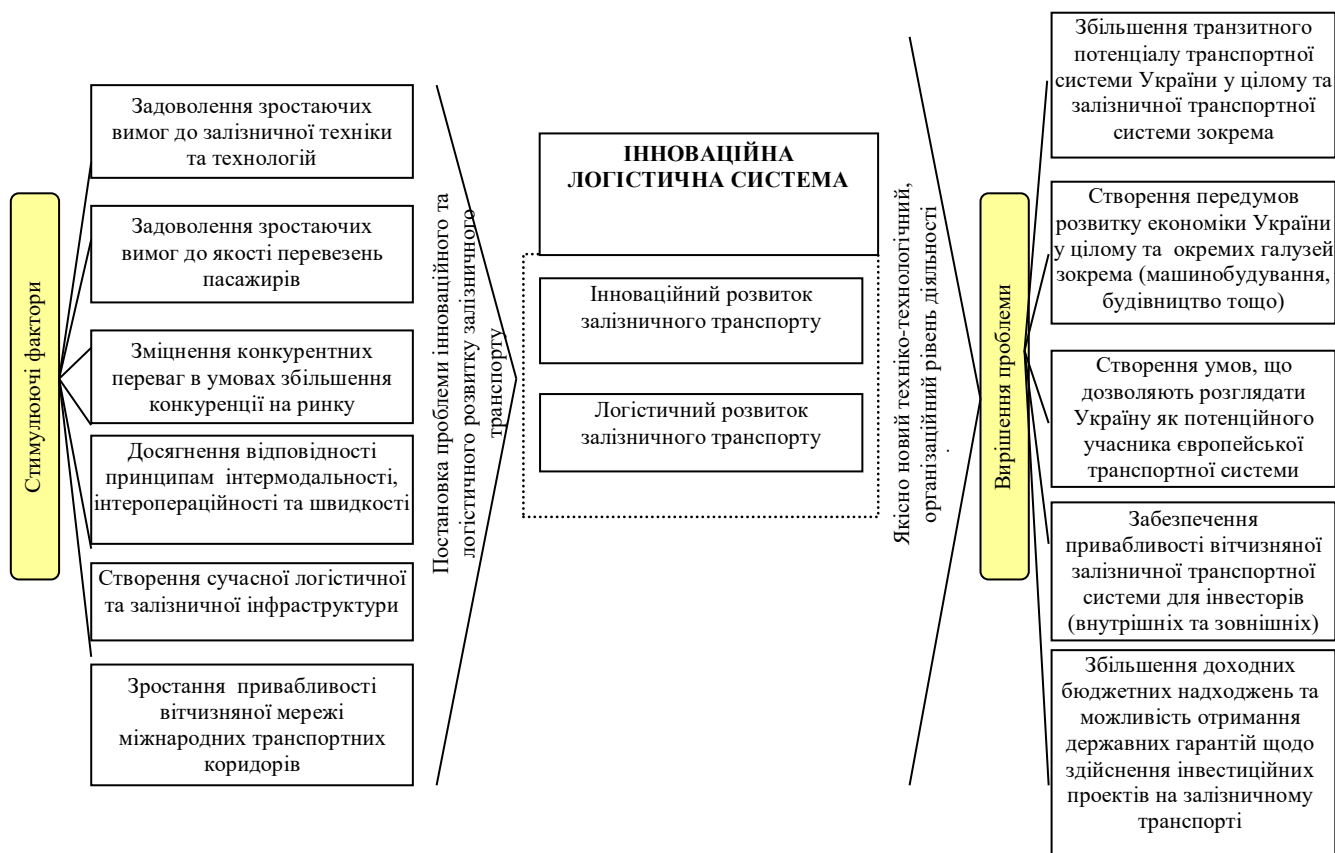 Стимулюючі фактори
Задоволення зростаючих
вимог до залізничної техніки
та технологій
Задоволення зростаючих
вимог до якості перевезень
пасажирів
Зміцнення конкурентних
переваг в умовах збільшення
конкуренції на ринку
Досягнення відповідності
принципам інтермодальності,
інтеропераційності та швидкості
Створення сучасної логістичної
та залізничної інфраструктури
Зростання привабливості
вітчизняної мережі
міжнародних транспортних
коридорів
Постановка проблеми інноваційного та
логістичного розвитку залізничного
транспорту
ІННОВАЦІЙНА
ЛОГІСТИЧНА СИСТЕМА
Інноваційний розвиток
залізничного транспорту
Логістичний розвиток
залізничного транспорту
Якісно новий техніко-технологічний,
організаційний рівень діяльності
Вирішення проблеми
Збільшення транзитного
потенціалу транспортної
системи України у цілому та
залізничної транспортної
системи зокрема
Створення передумов
розвитку економіки України
у цілому та окремих галузей
зокрема (машинобудування,
будівництво тощо)
Створення умов, що
дозволяють розглядати
Україну як потенційного
учасника європейської
транспортної системи
Забезпечення
привабливості вітчизняної
залізничної транспортної
системи для інвесторів
(внутрішніх та зовнішніх)
Збільшення доходних
бюджетних надходжень та
можливість отримання
державних гарантій щодо
здійснення інвестиційних
проектів на залізничному
транспорті